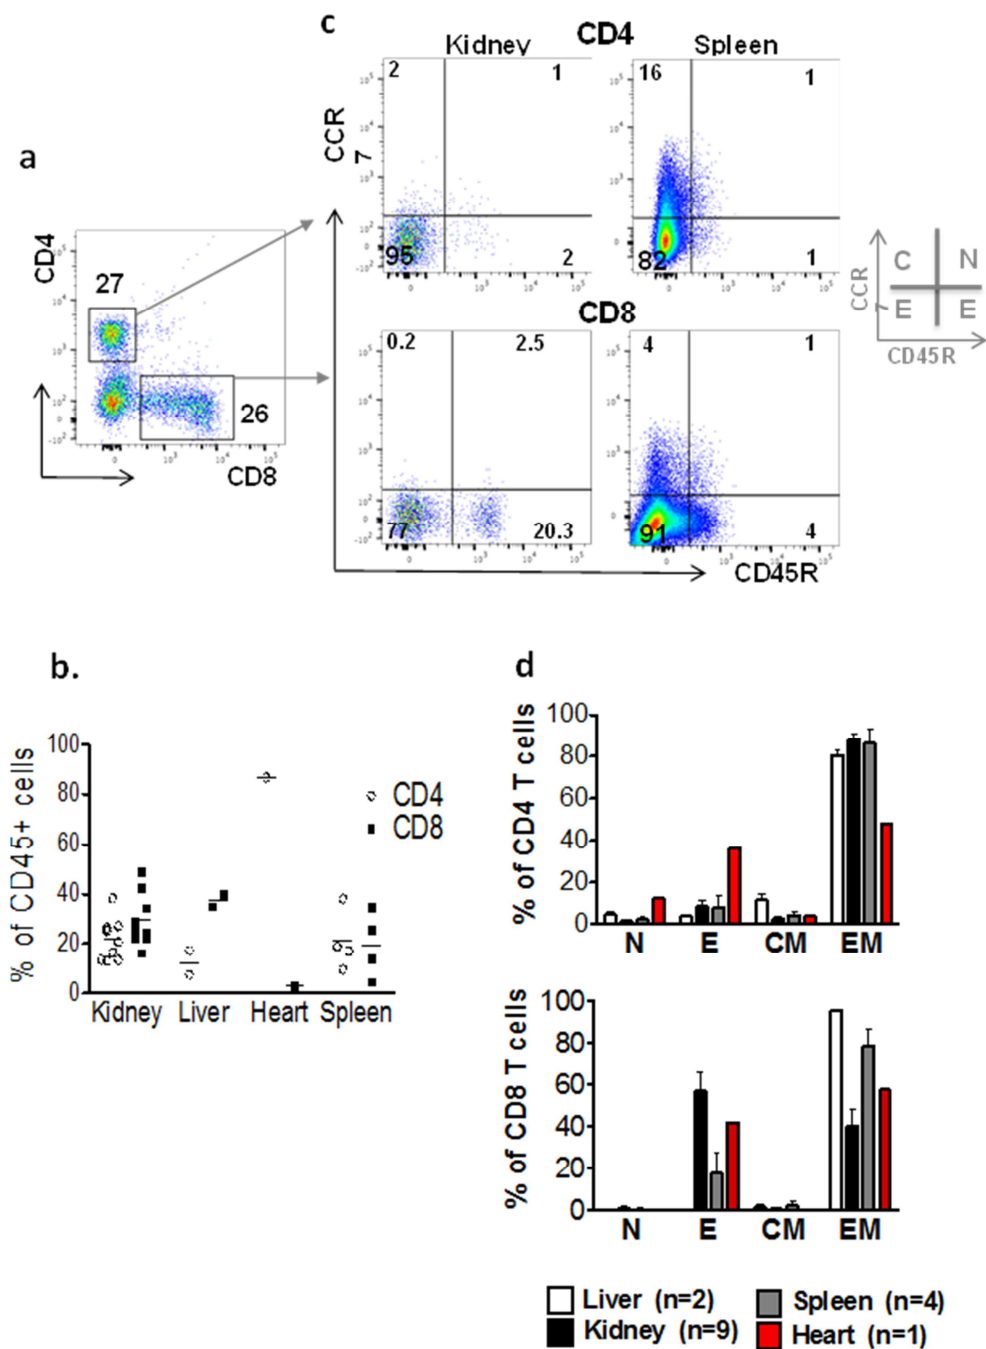 c
CD4
Kidney
Spleen
2
1
16
1
CCR
7
95
2
82
1
a
CD4
27
26
CD8
CD8
0.2
2.5
4
1
77
20.3
91
4
CD45R
C
N
E
E
CCR
7
CD45R
b.
% of CD45+ cells
100
80
60
40
20
0
CD4
CD8
Kidney
Liver
Heart
Spleen
d
% of CD4 T cells
100
80
60
40
20
0
N
E
CM
EM
% of CD8 T cells
100
80
60
40
20
0
N
E
CM
EM
Liver (n=2)
Spleen (n=4)
Kidney (n=9)
Heart (n=1)